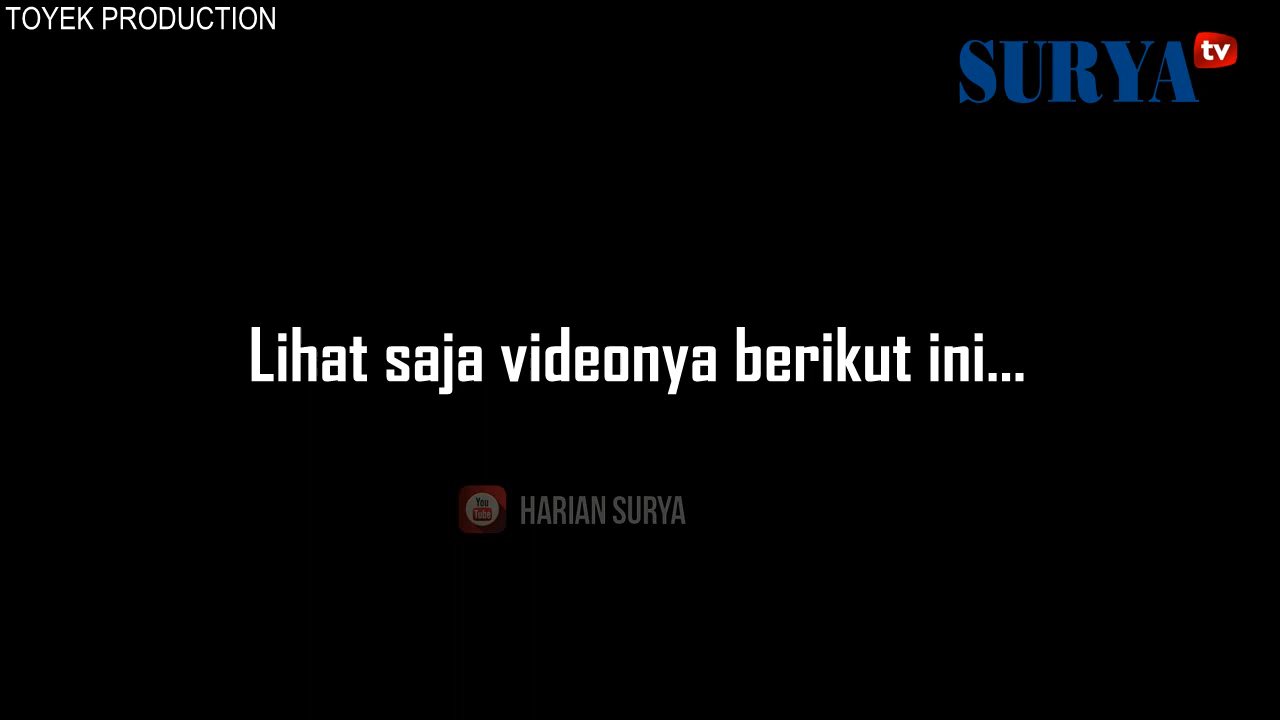 TOYEK PRODUCTION
SURYA tv
Lihat saja videonya berikut ini...
You Tube HARIAN SURYA